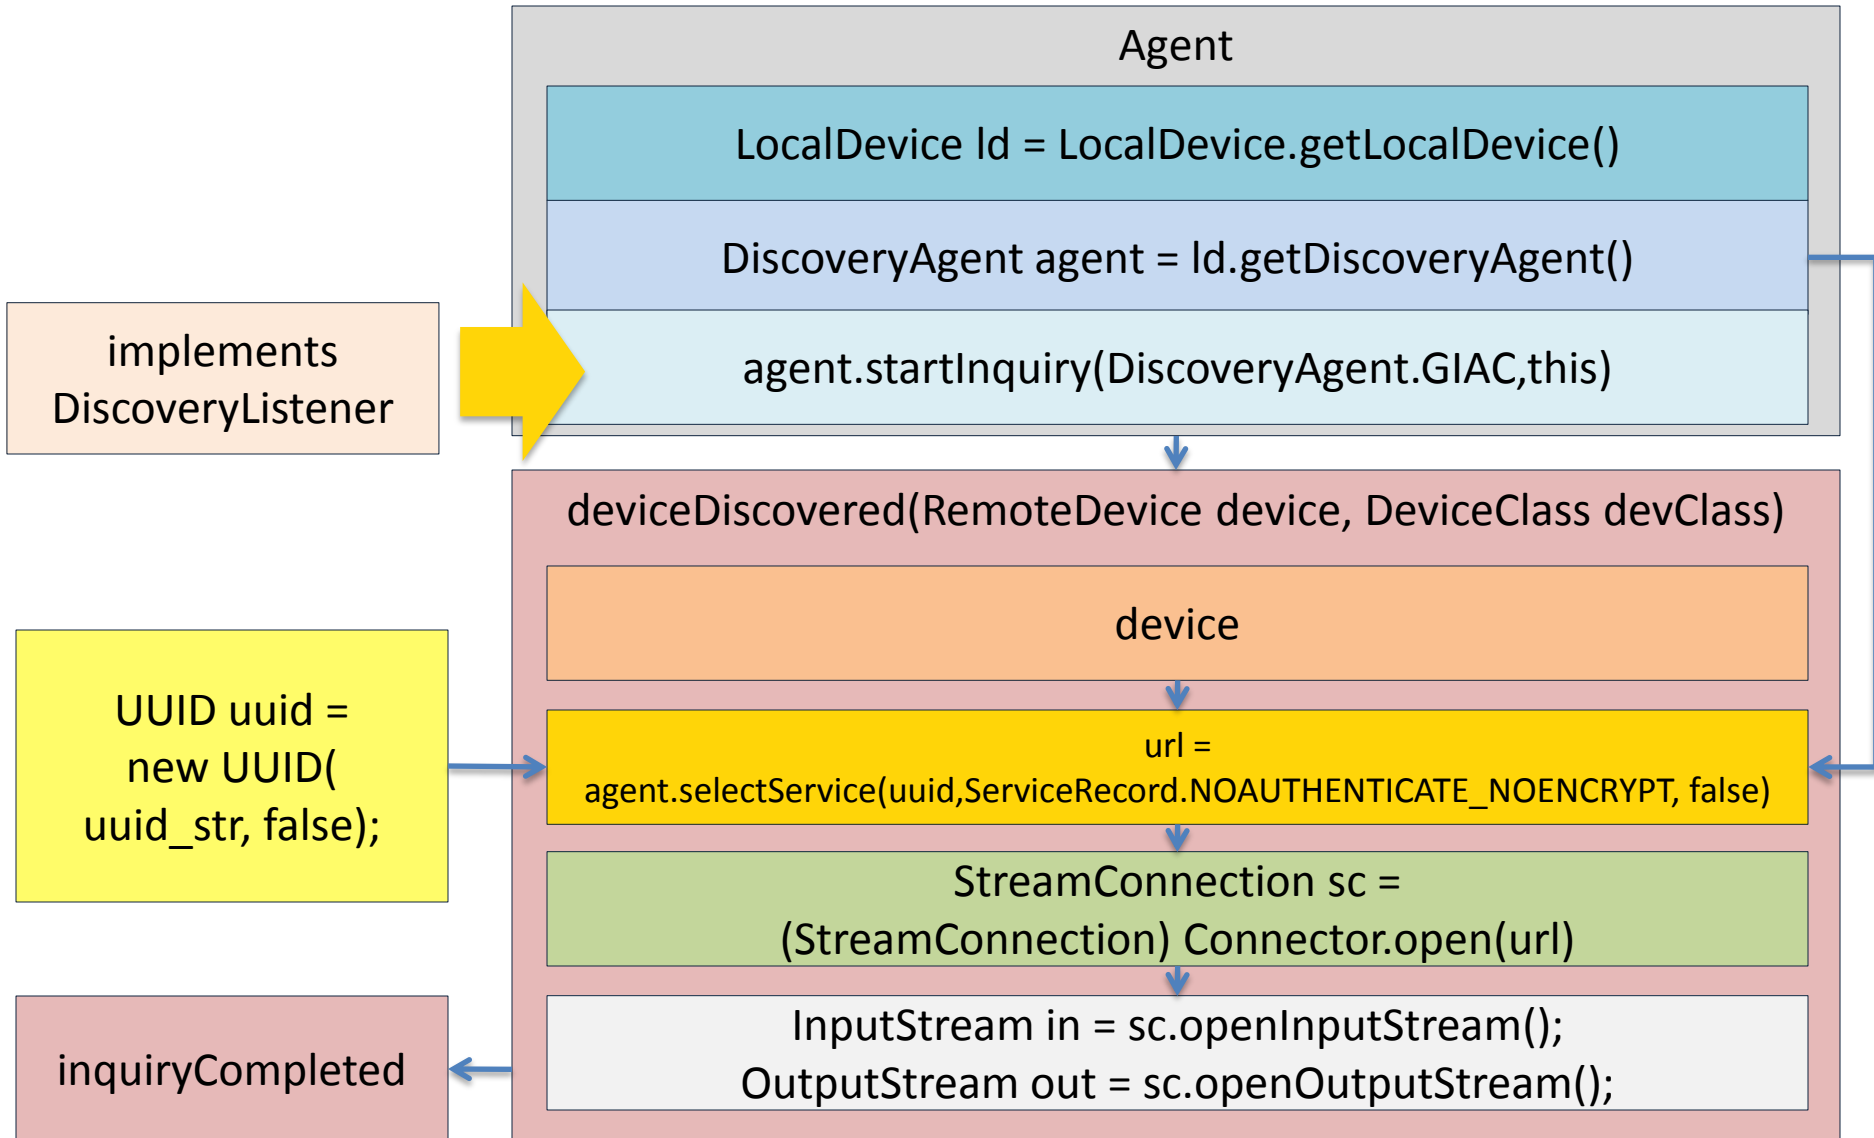 Agent
LocalDevice ld = LocalDevice.getLocalDevice()
DiscoveryAgent agent = ld.getDiscoveryAgent()
implements
DiscoveryListener
agent.startInquiry(DiscoveryAgent.GIAC,this)
deviceDiscovered(RemoteDevice device, DeviceClass devClass)
device
UUID uuid =
new UUID(
uuid_str, false);
url =
agent.selectService(uuid,ServiceRecord.NOAUTHENTICATE_NOENCRYPT, false)
StreamConnection sc =
(StreamConnection) Connector.open(url)
inquiryCompleted
InputStream in = sc.openInputStream();
OutputStream out = sc.openOutputStream();